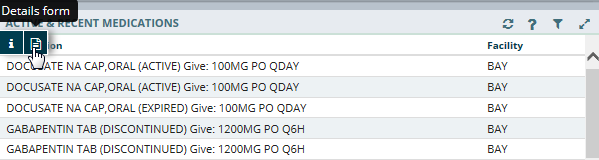 Details form
ACTIVE & RECENT MEDICATIONS
ion Facility
DOCUSATE NA CAP,ORAL (ACTIVE) Give: 100MG PO QDAY BAY
DOCUSATE NA CAP,ORAL (ACTIVE) Give: 100MG PO QDAY BAY
DOCUSATE NA CAP,ORAL (EXPIRED) Give: 100MG PO QDAY BAY
GABAPENTIN TAB (DISCONTINUED) Give: 1200MG PO Q6H BAY
GABAPENTIN TAB (DISCONTINUED) Give: 1200MG PO Q6H BAY